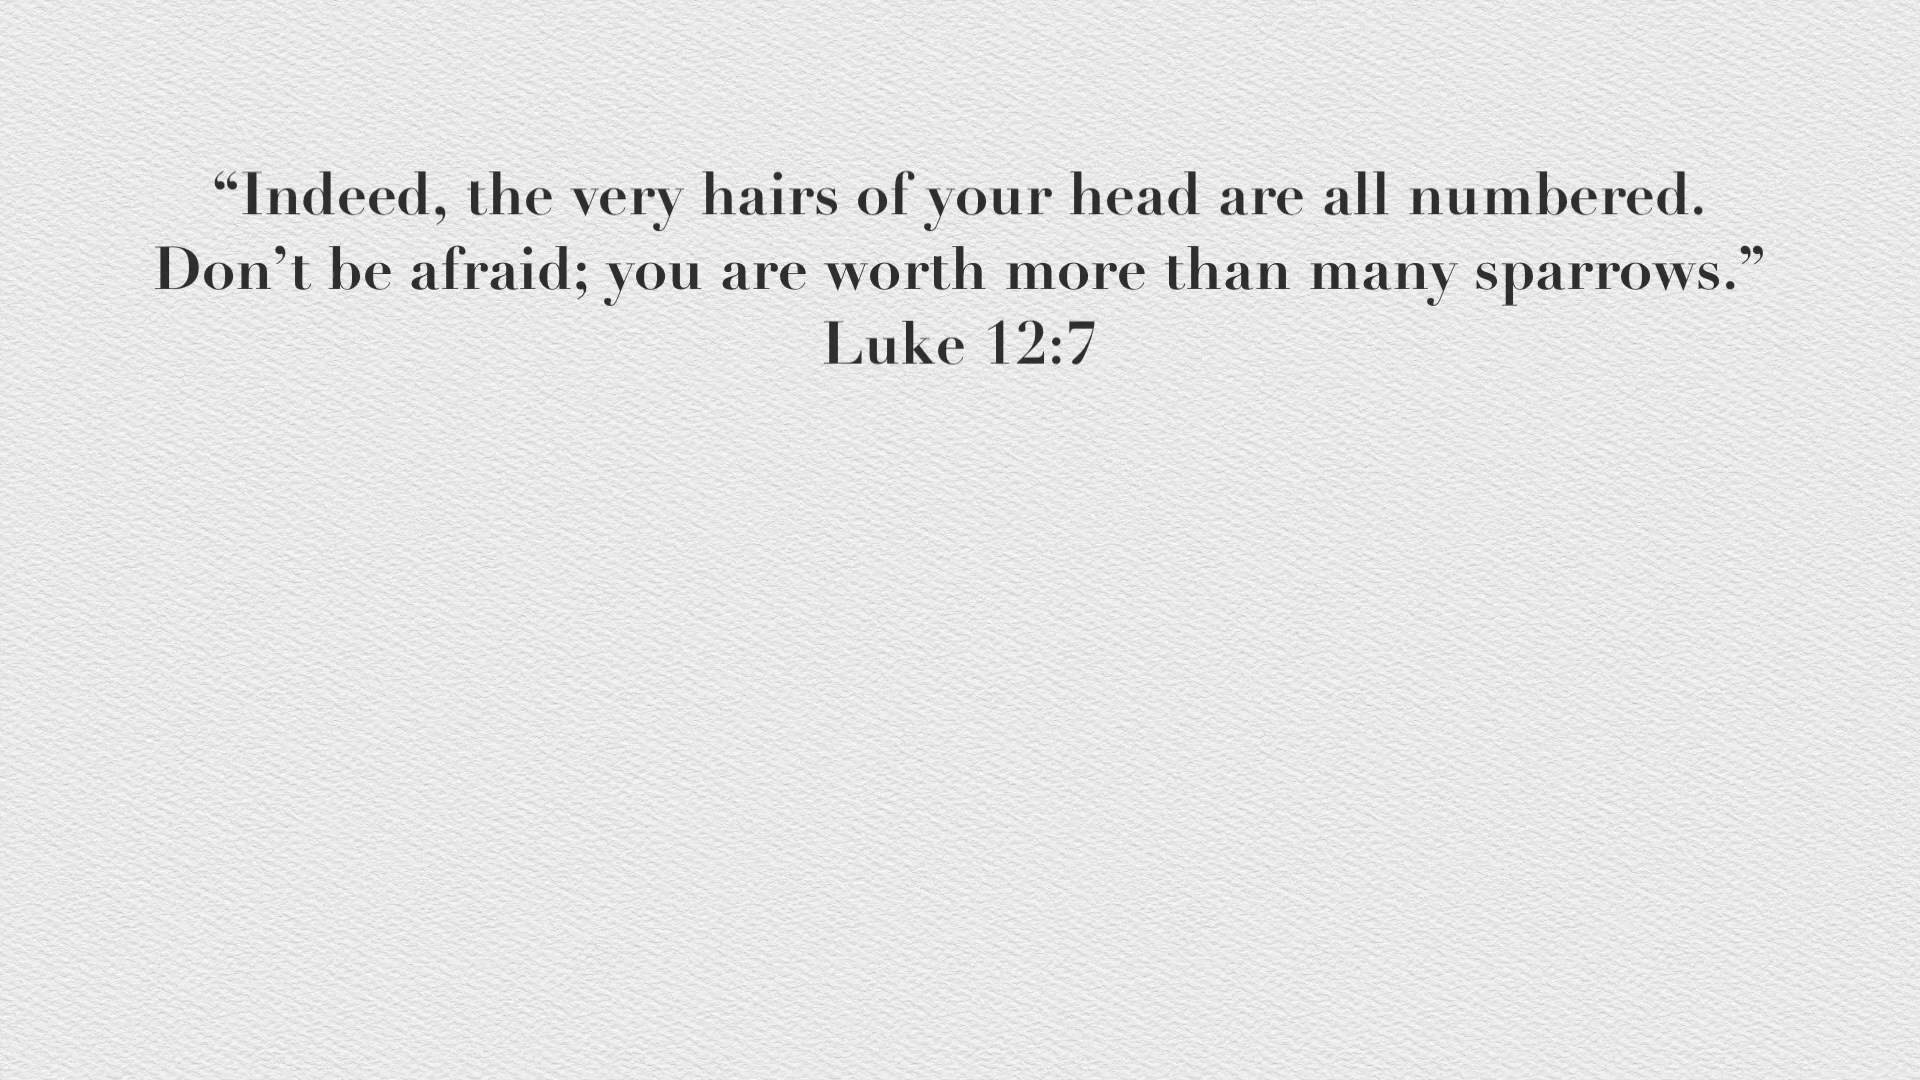 “Indeed, the very hairs of your head are all numbered.
Don’t be afraid; you are worth more than many sparrows.”
Luke 12:7